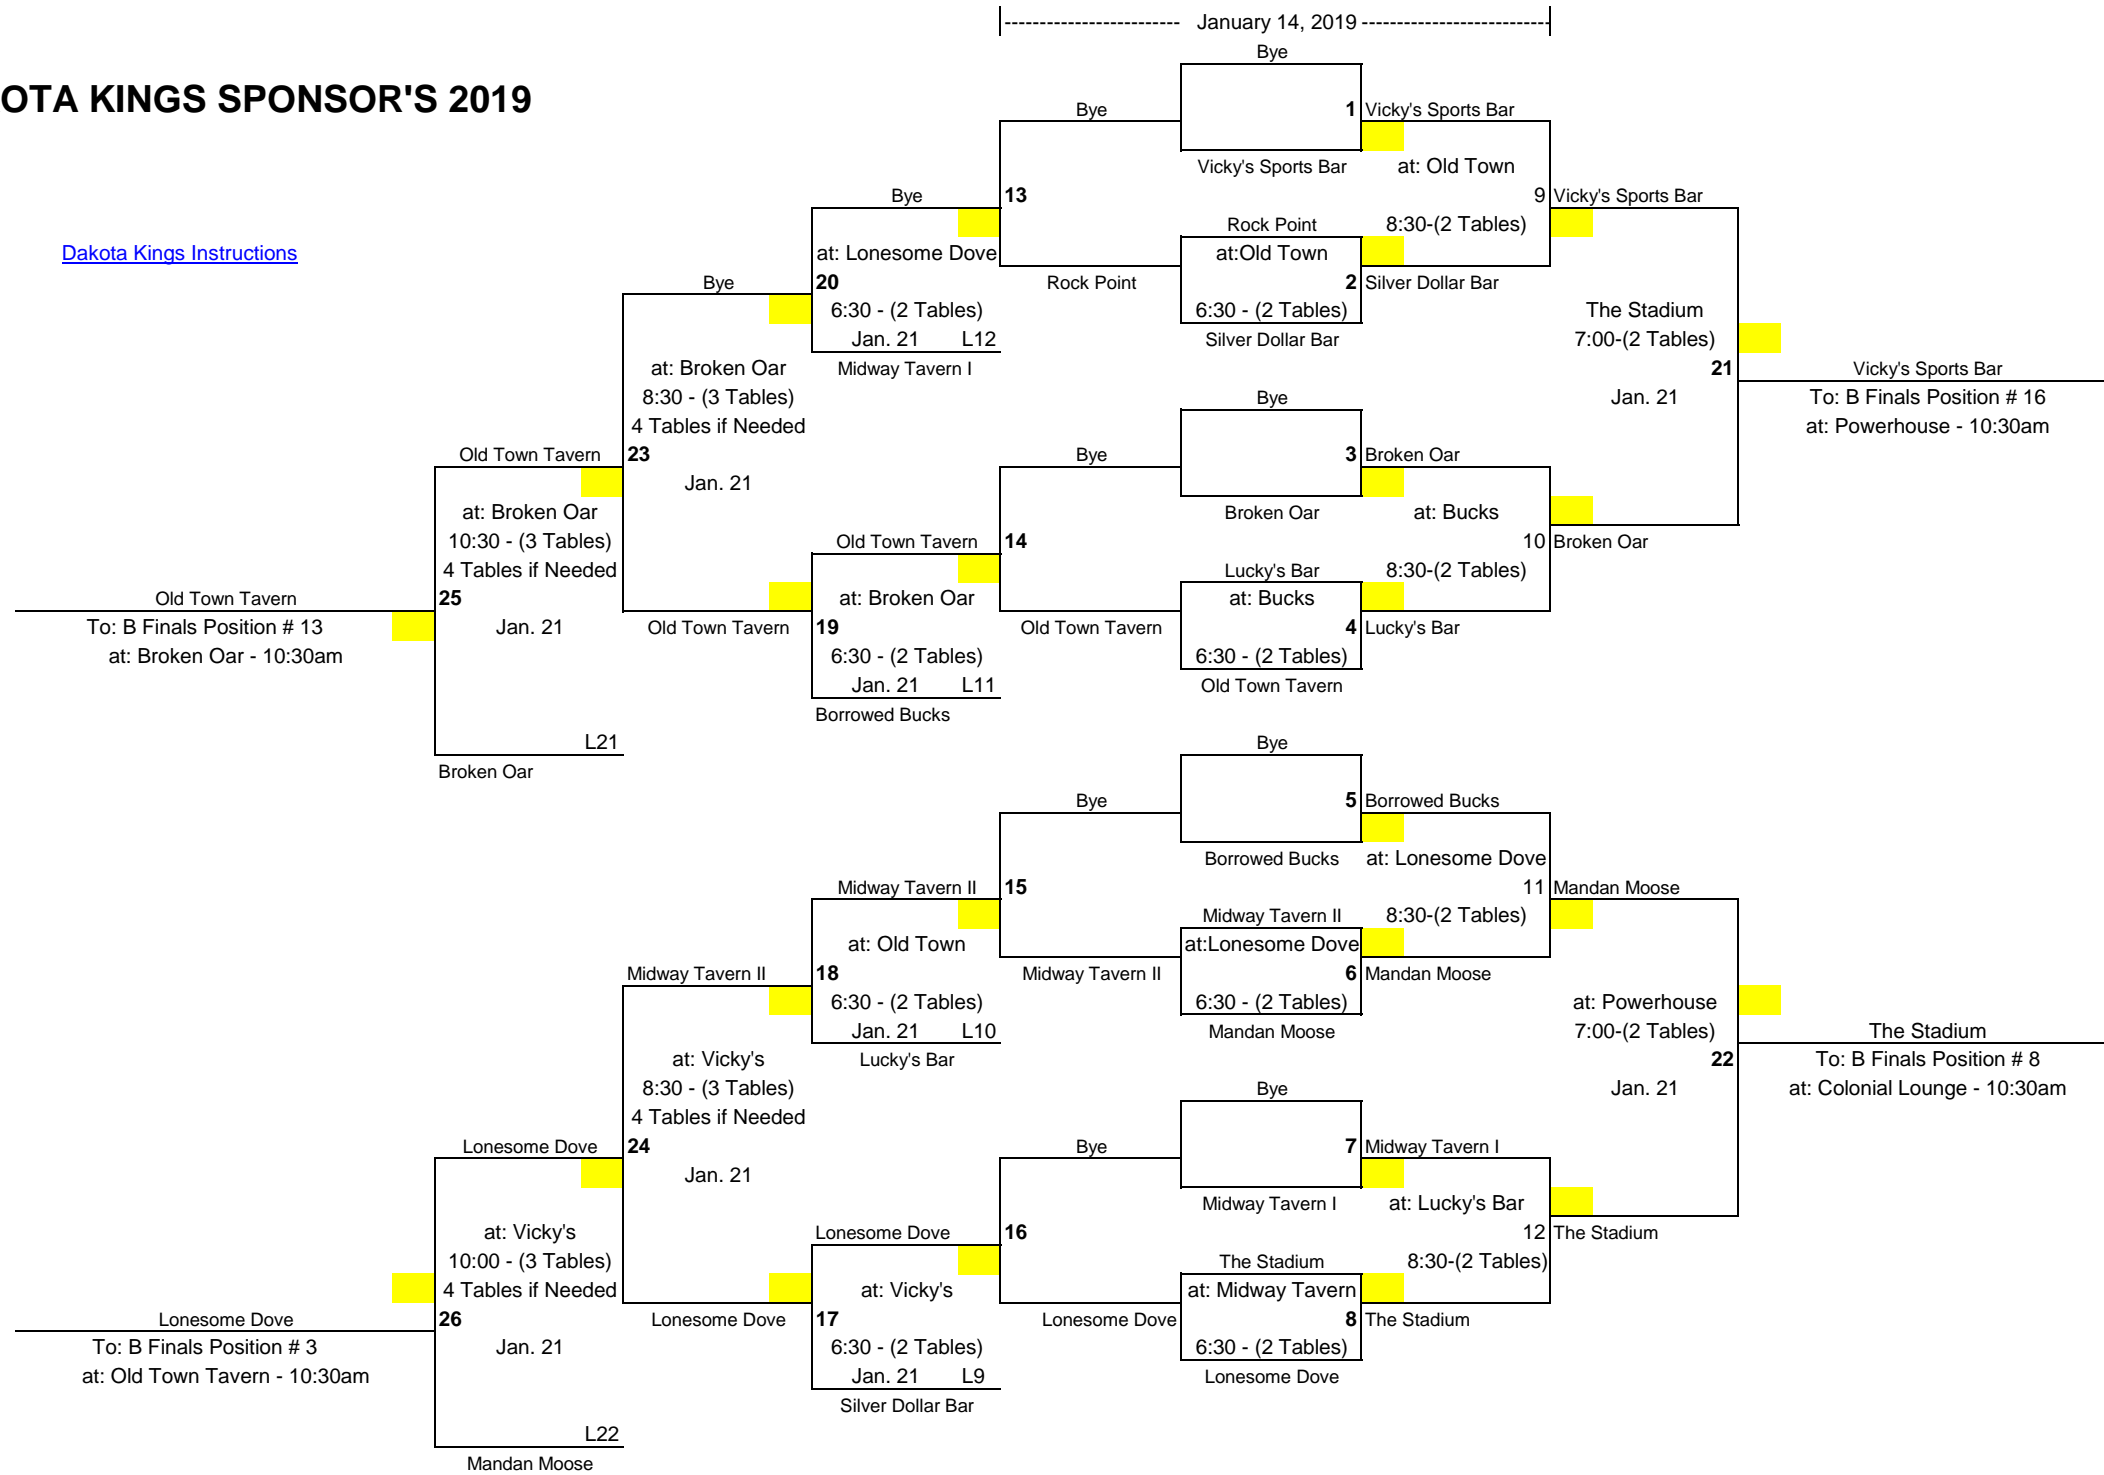 ------------------------- January 14, 2019 ---------------------------
Bye
OTA KINGS SPONSOR'S 2019
Bye
1 Vicky's Sports Bar
Vicky's Sports Bar
at: Old Town
Bye
13
9 Vicky's Sports Bar
Rock Point
8:30-(2 Tables)
Dakota Kings Instructions
at: Lonesome Dove
at:Old Town
Bye
20
Rock Point
2 Silver Dollar Bar
6:30 - (2 Tables)
6:30 - (2 Tables)
The Stadium
Jan. 21 L12
Silver Dollar Bar
7:00-(2 Tables)
at: Broken Oar
Midway Tavern I
21
Vicky's Sports Bar
8:30 - (3 Tables)
Bye
Jan. 21
To: B Finals Position # 16
4 Tables if Needed
at: Powerhouse - 10:30am
Old Town Tavern
23
Bye
3 Broken Oar
Jan. 21
at: Broken Oar
Broken Oar
at: Bucks
10:30 - (3 Tables)
Old Town Tavern
14
10 Broken Oar
4 Tables if Needed
Lucky's Bar
8:30-(2 Tables)
Old Town Tavern
25
at: Broken Oar
at: Bucks
To: B Finals Position # 13
Jan. 21
Old Town Tavern
19
Old Town Tavern
4 Lucky's Bar
at: Broken Oar - 10:30am
6:30 - (2 Tables)
6:30 - (2 Tables)
Jan. 21 L11
Old Town Tavern
Borrowed Bucks
L21
Bye
Broken Oar
Bye
5 Borrowed Bucks
Borrowed Bucks
at: Lonesome Dove
Midway Tavern II
15
11 Mandan Moose
Midway Tavern II
8:30-(2 Tables)
at: Old Town
at:Lonesome Dove
Midway Tavern II
18
Midway Tavern II
6 Mandan Moose
6:30 - (2 Tables)
6:30 - (2 Tables)
at: Powerhouse
Jan. 21 L10
Mandan Moose
7:00-(2 Tables)
The Stadium
at: Vicky's
Lucky's Bar
22
To: B Finals Position # 8
8:30 - (3 Tables)
Bye
Jan. 21
at: Colonial Lounge - 10:30am
4 Tables if Needed
Lonesome Dove
24
Bye
7 Midway Tavern I
Jan. 21
Midway Tavern I
at: Lucky's Bar
at: Vicky's
Lonesome Dove
16
12 The Stadium
10:00 - (3 Tables)
The Stadium
8:30-(2 Tables)
4 Tables if Needed
at: Vicky's
at: Midway Tavern
Lonesome Dove
26
Lonesome Dove
17
Lonesome Dove
8 The Stadium
To: B Finals Position # 3
Jan. 21
6:30 - (2 Tables)
6:30 - (2 Tables)
at: Old Town Tavern - 10:30am
Jan. 21 L9
Lonesome Dove
Silver Dollar Bar
L22
Mandan Moose